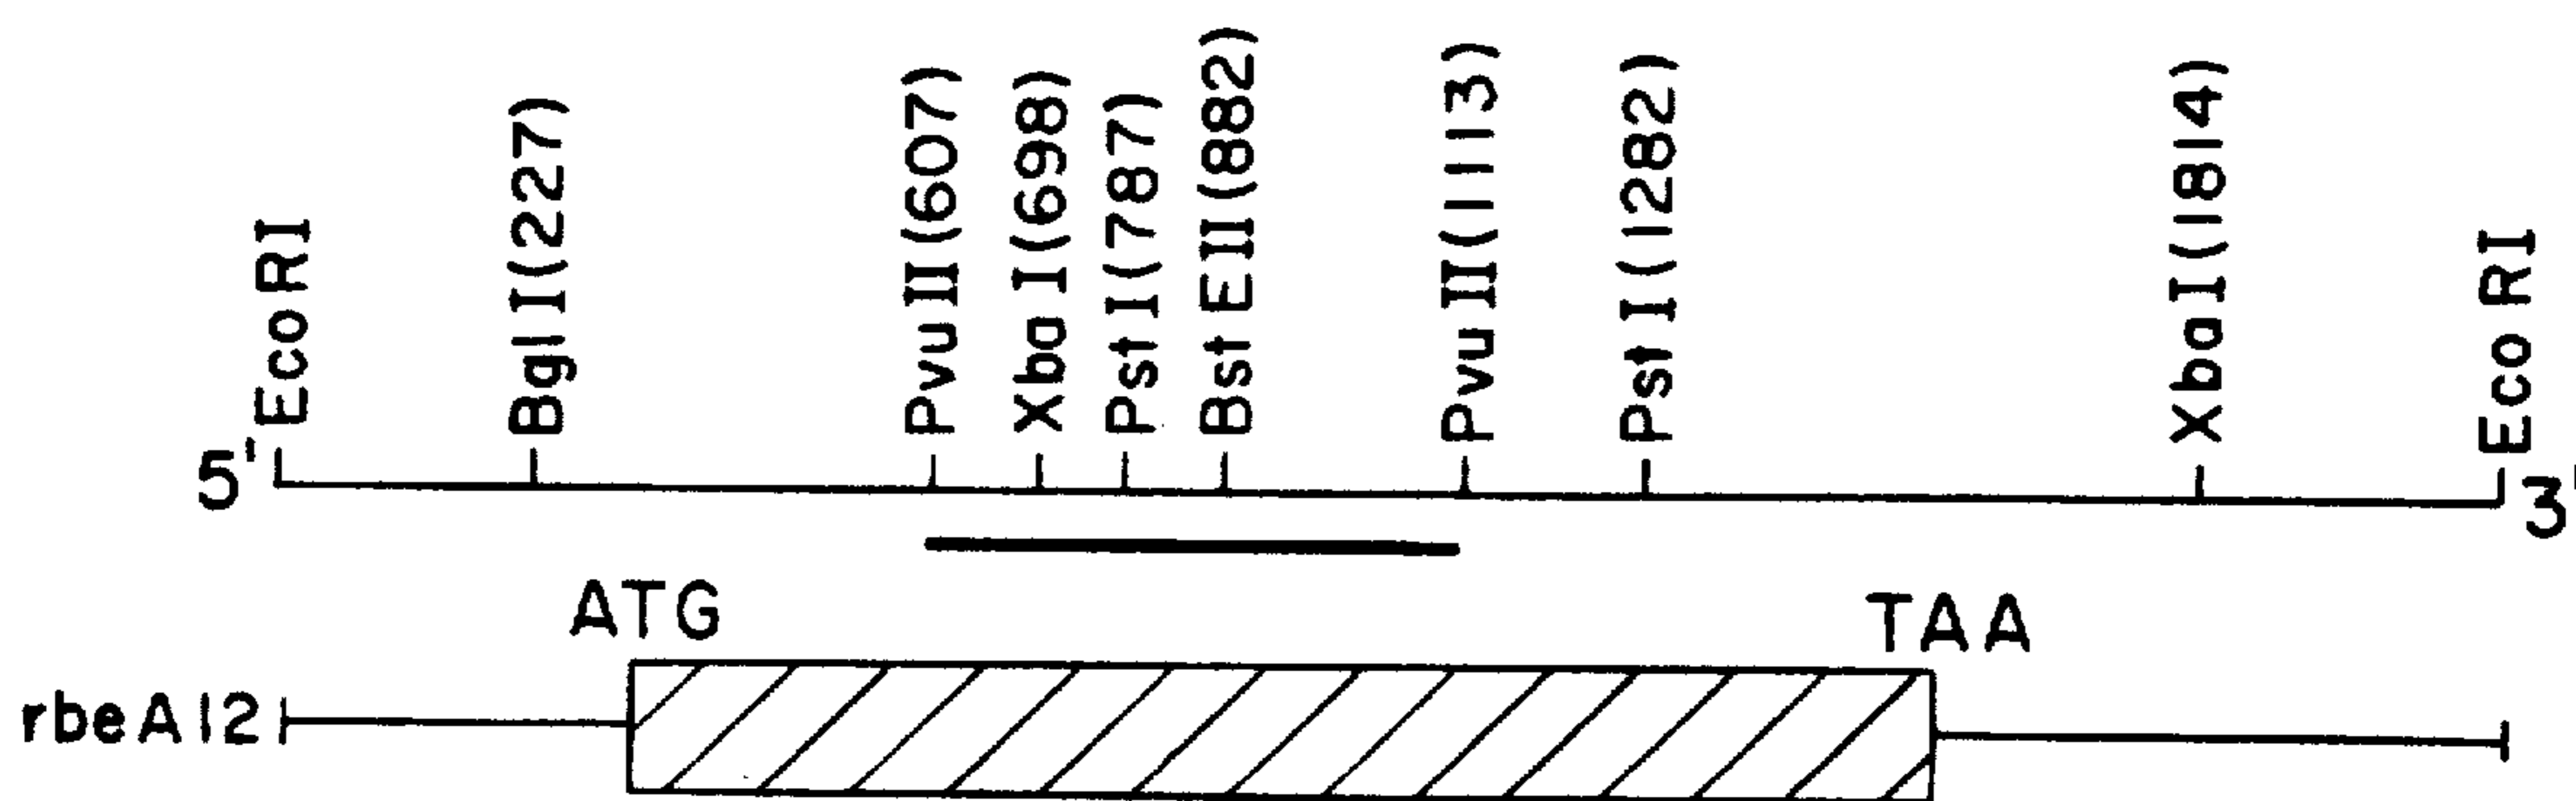 EcoRI
BglI(227)
PvuII(607)
XbaI(698)
PstI(787)
BstEII(882)
PvuII(1113)
PstI(1282)
XbaI(1814)
EcoRI
5' 3'
ATG TAA
rbeA12